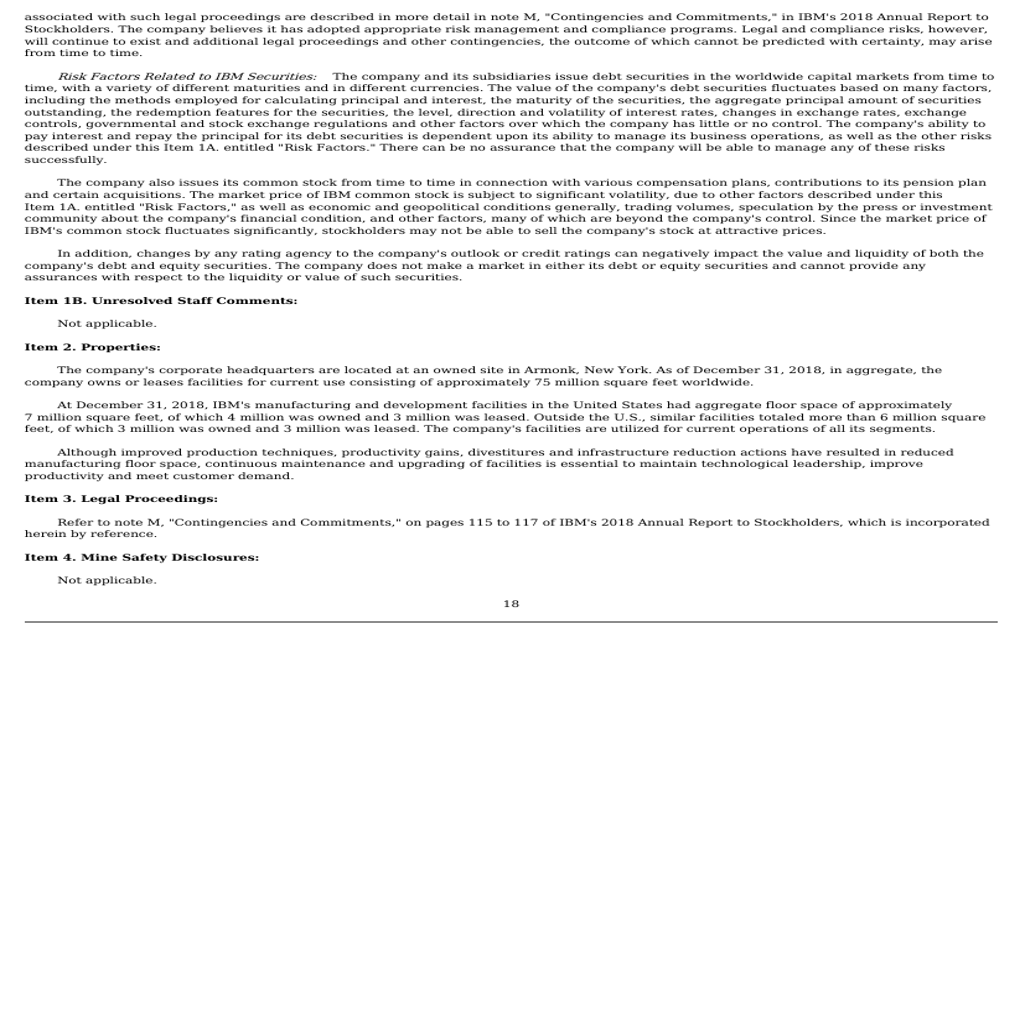 associated with such legal proceedings are described in more detail in note M, "Contingencies and Commitments," in IBM's 2018 Annual Report to
Stockholders. The company believes it has adopted appropriate risk management and compliance programs. Legal and compliance risks, however,
will continue to exist and additional legal proceedings and other contingencies, the outcome of which cannot be predicted with certainty, may arise
from time to time.
Risk Factors Related to IBM Securities: The company and its subsidiaries issue debt securities in the worldwide capital markets from time to
time, with a variety of different maturities and in different currencies. The value of the company's debt securities fluctuates based on many factors,
including the methods employed for calculating principal and interest, the maturity of the securities, the aggregate principal amount of securities
outstanding, the redemption features for the securities, the level, direction and volatility of interest rates, changes in exchange rates, exchange
controls, governmental and stock exchange regulations and other factors over which the company has little or no control. The company's ability to
pay interest and repay the principal for its debt securities is dependent upon its ability to manage its business operations, as well as the other risks
described under this Item 1A. entitled "Risk Factors." There can be no assurance that the company will be able to manage any of these risks
successfully.
The company also issues its common stock from time to time in connection with various compensation plans, contributions to its pension plan
and certain acquisitions. The market price of IBM common stock is subject to significant volatility, due to other factors described under this
Item 1A. entitled "Risk Factors," as well as economic and geopolitical conditions generally, trading volumes, speculation by the press or investment
community about the company's financial condition, and other factors, many of which are beyond the company's control. Since the market price of
IBM's common stock fluctuates significantly, stockholders may not be able to sell the company's stock at attractive prices.
In addition, changes by any rating agency to the company's outlook or credit ratings can negatively impact the value and liquidity of both the
company's debt and equity securities. The company does not make a market in either its debt or equity securities and cannot provide any
assurances with respect to the liquidity or value of such securities.
Item 1B. Unresolved Staff Comments:
Not applicable.
Item 2. Properties:
The company's corporate headquarters are located at an owned site in Armonk, New York. As of December 31, 2018, in aggregate, the
company owns or leases facilities for current use consisting of approximately 75 million square feet worldwide.
At December 31, 2018, IBM's manufacturing and development facilities in the United States had aggregate floor space of approximately
7 million square feet, of which 4 million was owned and 3 million was leased. Outside the U.S., similar facilities totaled more than 6 million square
feet, of which 3 million was owned and 3 million was leased. The company's facilities are utilized for current operations of all its segments.
Although improved production techniques, productivity gains, divestitures and infrastructure reduction actions have resulted in reduced
manufacturing floor space, continuous maintenance and upgrading of facilities is essential to maintain technological leadership, improve
productivity and meet customer demand.
Item 3. Legal Proceedings:
Refer to note M, "Contingencies and Commitments," on pages 115 to 117 of IBM's 2018 Annual Report to Stockholders, which is incorporated
herein by reference.
Item 4. Mine Safety Disclosures:
Not applicable.
18